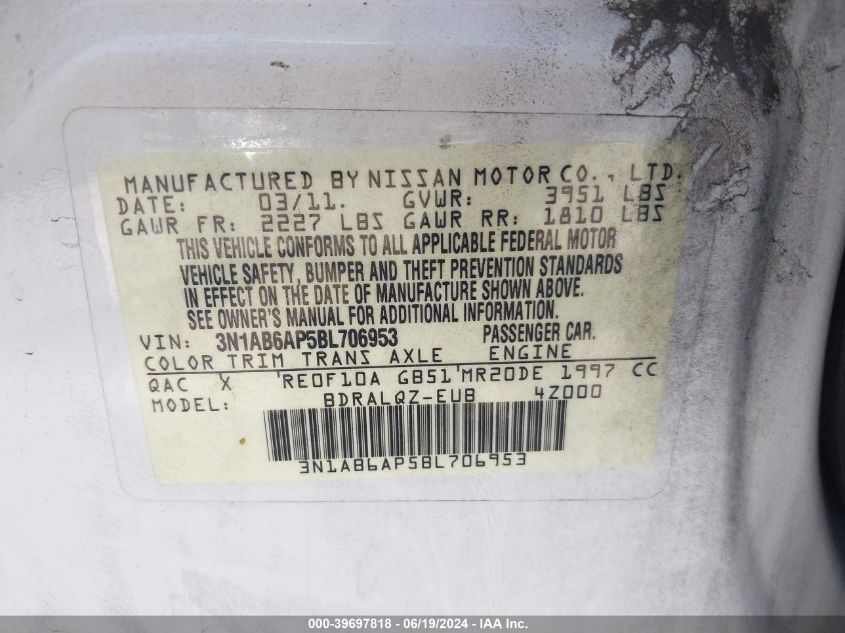 MANUFACTURED BY NISSAN MOTOR CO., LTD.
DATE: 03/11. GVWR: 3951 LBS
GAWR FR: 2227 LBS GAWR RR: 1810 LBS
THIS VEHICLE CONFORMS TO ALL APPLICABLE FEDERAL MOTOR
VEHICLE SAFETY, BUMPER AND THEFT PREVENTION STANDARDS
IN EFFECT ON THE DATE OF MANUFACTURE SHOWN ABOVE.
SEE OWNER'S MANUAL FOR ADDITIONAL INFORMATION.
VIN: 3N1AB6AP5BL706953 PASSENGER CAR.
COLOR TRIM TRANS AXLE ENGINE
QAC X RE0F10A GB51 MR20DE 1997 CC
MODEL: BDRALQZ-EUB 4Z000
3N1AB6AP5BL706953
000-39697818 - 06/19/2024 - IAA Inc.